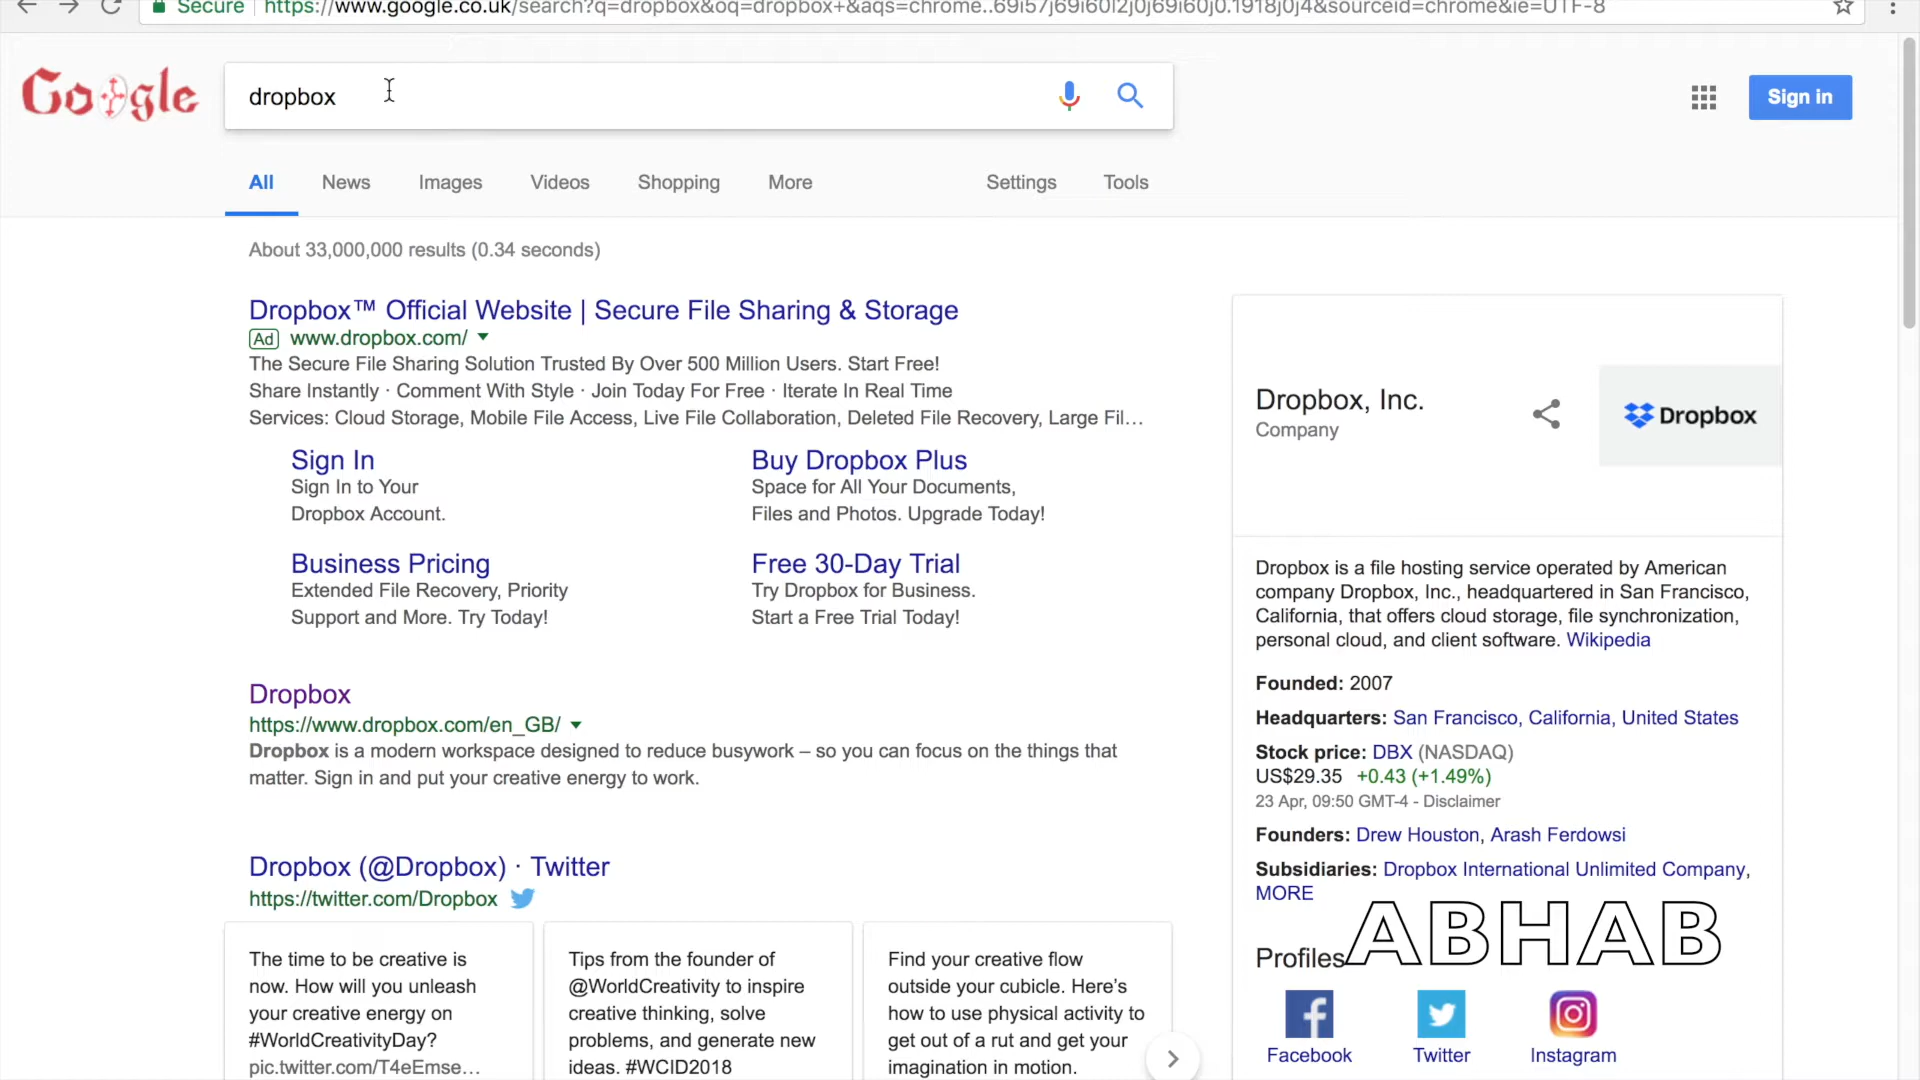 Secure https://www.google.co.uk/search?q=dropbox&oq=dropbox+&aqs=chrome..69i57j69i60l2j0j69i60j0.1918j0j4&sourceid=chrome&ie=UTF-8
Google
dropbox
Sign in
All News Images Videos Shopping More Settings Tools
About 33,000,000 results (0.34 seconds)
Dropbox™ Official Website | Secure File Sharing & Storage
Ad www.dropbox.com/
The Secure File Sharing Solution Trusted By Over 500 Million Users. Start Free!
Share Instantly · Comment With Style · Join Today For Free · Iterate In Real Time
Services: Cloud Storage, Mobile File Access, Live File Collaboration, Deleted File Recovery, Large Fil…
Sign In
Sign In to Your
Dropbox Account.
Buy Dropbox Plus
Space for All Your Documents,
Files and Photos. Upgrade Today!
Business Pricing
Extended File Recovery, Priority
Support and More. Try Today!
Free 30-Day Trial
Try Dropbox for Business.
Start a Free Trial Today!
Dropbox
https://www.dropbox.com/en_GB/
Dropbox is a modern workspace designed to reduce busywork – so you can focus on the things that
matter. Sign in and put your creative energy to work.
Dropbox (@Dropbox) · Twitter
https://twitter.com/Dropbox
The time to be creative is
now. How will you unleash
your creative energy on
#WorldCreativityDay?
pic.twitter.com/T4eEmse…
Tips from the founder of
@WorldCreativity to inspire
creative thinking, solve
problems, and generate new
ideas. #WCID2018
Find your creative flow
outside your cubicle. Here's
how to use physical activity to
get out of a rut and get your
imagination in motion.
Dropbox, Inc.
Company
Dropbox
Dropbox is a file hosting service operated by American
company Dropbox, Inc., headquartered in San Francisco,
California, that offers cloud storage, file synchronization,
personal cloud, and client software. Wikipedia
Founded: 2007
Headquarters: San Francisco, California, United States
Stock price: DBX (NASDAQ)
US$29.35 +0.43 (+1.49%)
23 Apr, 09:50 GMT-4 - Disclaimer
Founders: Drew Houston, Arash Ferdowsi
Subsidiaries: Dropbox International Unlimited Company,
MORE
ABHAB
Profiles
Facebook Twitter Instagram